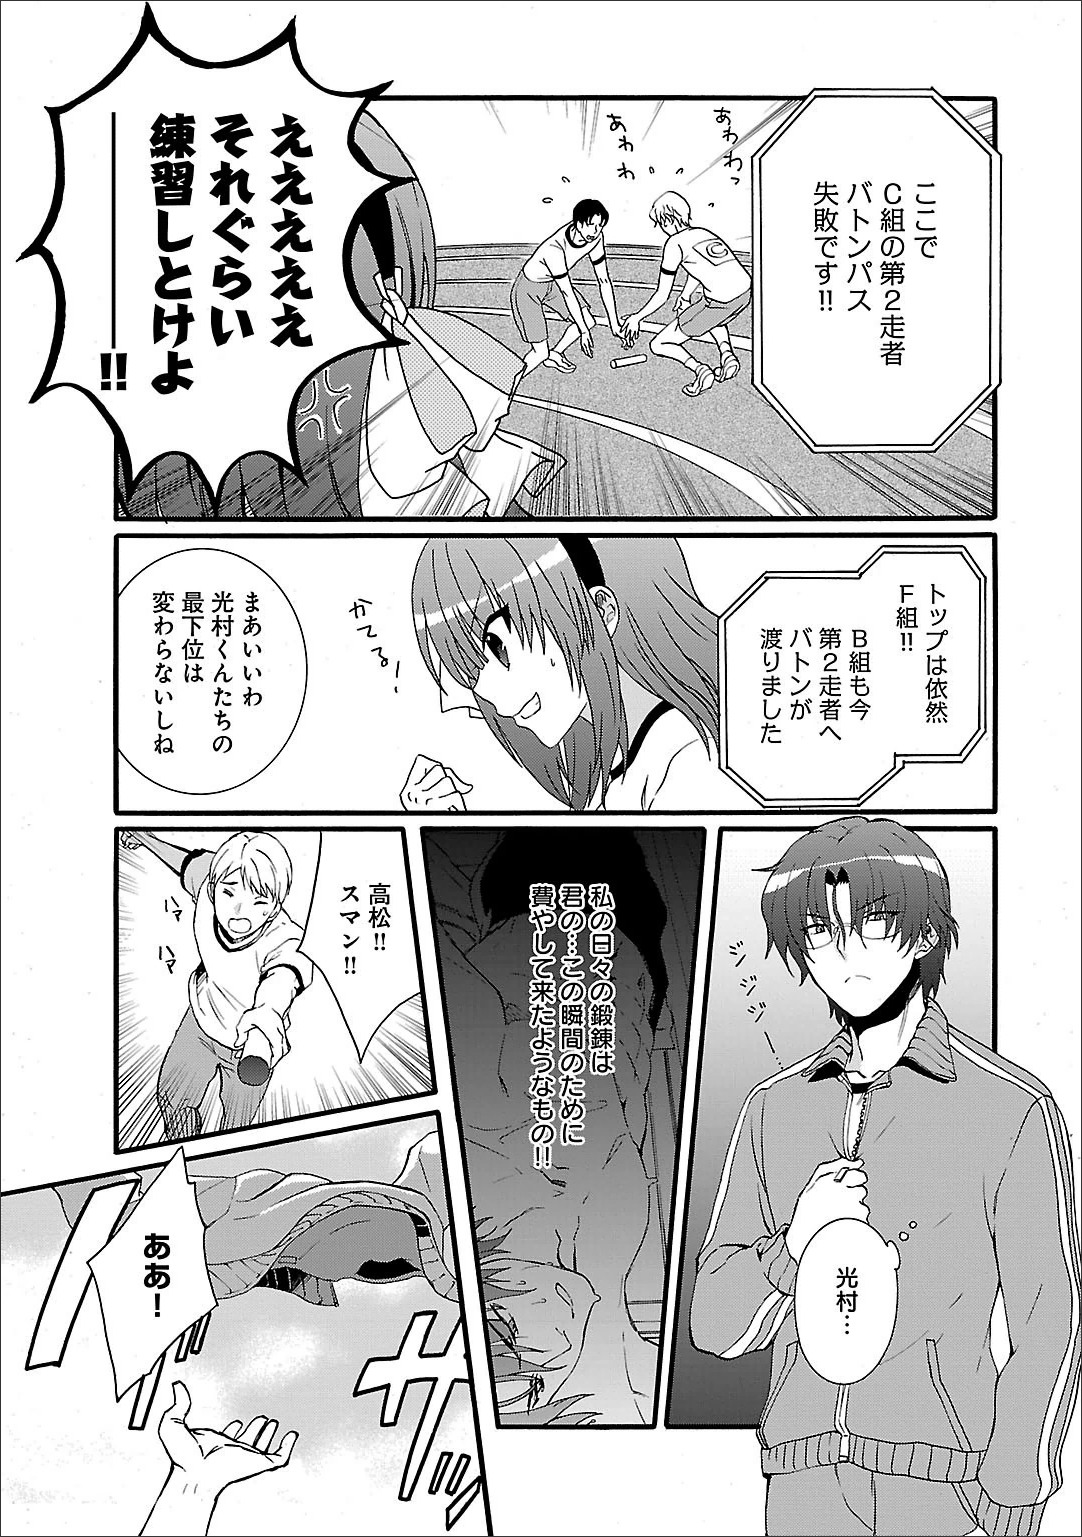 ここで
C組の第2走者
バトンパス
失敗です!!
あわわわっ
あわわ
ええええええ
それぐらい
練習しとけよ
――!!
トップは依然
F組!!
B組も今
第2走者へ
バトンが
渡りました
かてる!
まあいいわ
光村くんたちの
最下位は
変わらないしね
ジジ…
光村…
私の日々の鍛錬は
君の…この瞬間のために
費やして来たようなもの!!
高松!!
スマン!!
ハァ
ハァ
ああ!
バサッ